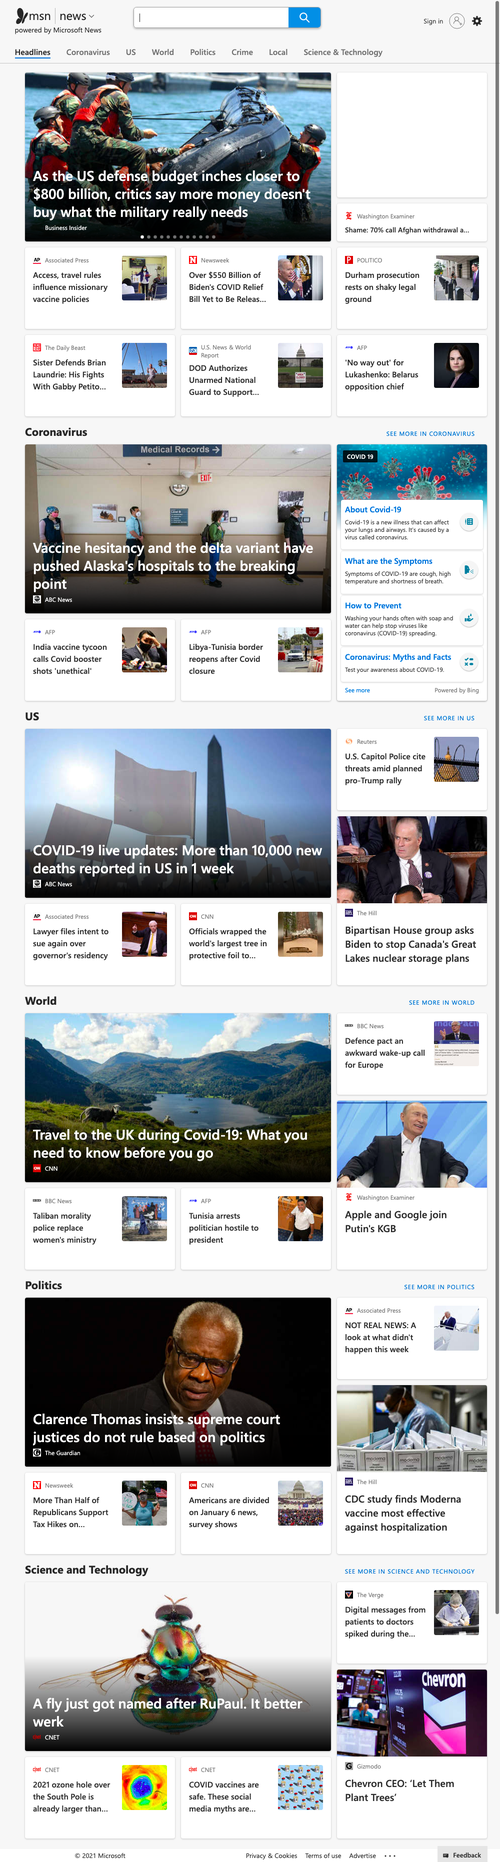 msn | news
powered by Microsoft News
Sign in
Headlines Coronavirus US World Politics Crime Local Science & Technology
As the US defense budget inches closer to
$800 billion, critics say more money doesn't
buy what the military really needs
Business Insider
Washington Examiner
Shame: 70% call Afghan withdrawal a...
Associated Press
Access, travel rules
influence missionary
vaccine policies
Newsweek
Over $550 Billion of
Biden's COVID Relief
Bill Yet to Be Releas...
POLITICO
Durham prosecution
rests on shaky legal
ground
The Daily Beast
Sister Defends Brian
Laundrie: His Fights
With Gabby Petito...
U.S. News & World
Report
DOD Authorizes
Unarmed National
Guard to Support...
AFP
'No way out' for
Lukashenko: Belarus
opposition chief
Coronavirus
SEE MORE IN CORONAVIRUS
Medical Records →
EXIT
Vaccine hesitancy and the delta variant have
pushed Alaska's hospitals to the breaking
point
ABC News
COVID 19
About Covid-19
Covid-19 is a new illness that can affect
your lungs and airways. It's caused by a
virus called coronavirus.
What are the Symptoms
Symptoms of COVID-19 are cough, high
temperature and shortness of breath.
How to Prevent
Washing your hands often with soap and
water can help stop viruses like
coronavirus (COVID-19) spreading.
Coronavirus: Myths and Facts
Test your awareness about COVID-19.
See more
Powered by Bing
AFP
India vaccine tycoon
calls Covid booster
shots 'unethical'
AFP
Libya-Tunisia border
reopens after Covid
closure
US
SEE MORE IN US
COVID-19 live updates: More than 10,000 new
deaths reported in US in 1 week
ABC News
Reuters
U.S. Capitol Police cite
threats amid planned
pro-Trump rally
The Hill
Bipartisan House group asks
Biden to stop Canada's Great
Lakes nuclear storage plans
Associated Press
Lawyer files intent to
sue again over
governor's residency
CNN
Officials wrapped the
world's largest tree in
protective foil to...
World
SEE MORE IN WORLD
Travel to the UK during Covid-19: What you
need to know before you go
CNN
BBC News
Defence pact an
awkward wake-up call
for Europe
Washington Examiner
Apple and Google join
Putin's KGB
BBC News
Taliban morality
police replace
women's ministry
AFP
Tunisia arrests
politician hostile to
president
Politics
SEE MORE IN POLITICS
Clarence Thomas insists supreme court
justices do not rule based on politics
The Guardian
Associated Press
NOT REAL NEWS: A
look at what didn't
happen this week
The Hill
CDC study finds Moderna
vaccine most effective
against hospitalization
Newsweek
More Than Half of
Republicans Support
Tax Hikes on...
CNN
Americans are divided
on January 6 news,
survey shows
Science and Technology
SEE MORE IN SCIENCE AND TECHNOLOGY
A fly just got named after RuPaul. It better
werk
CNET
The Verge
Digital messages from
patients to doctors
spiked during the...
Chevron
Gizmodo
Chevron CEO: 'Let Them
Plant Trees'
CNET
2021 ozone hole over
the South Pole is
already larger than...
CNET
COVID vaccines are
safe. These social
media myths are...
© 2021 Microsoft
Privacy & Cookies Terms of use Advertise ...
Feedback